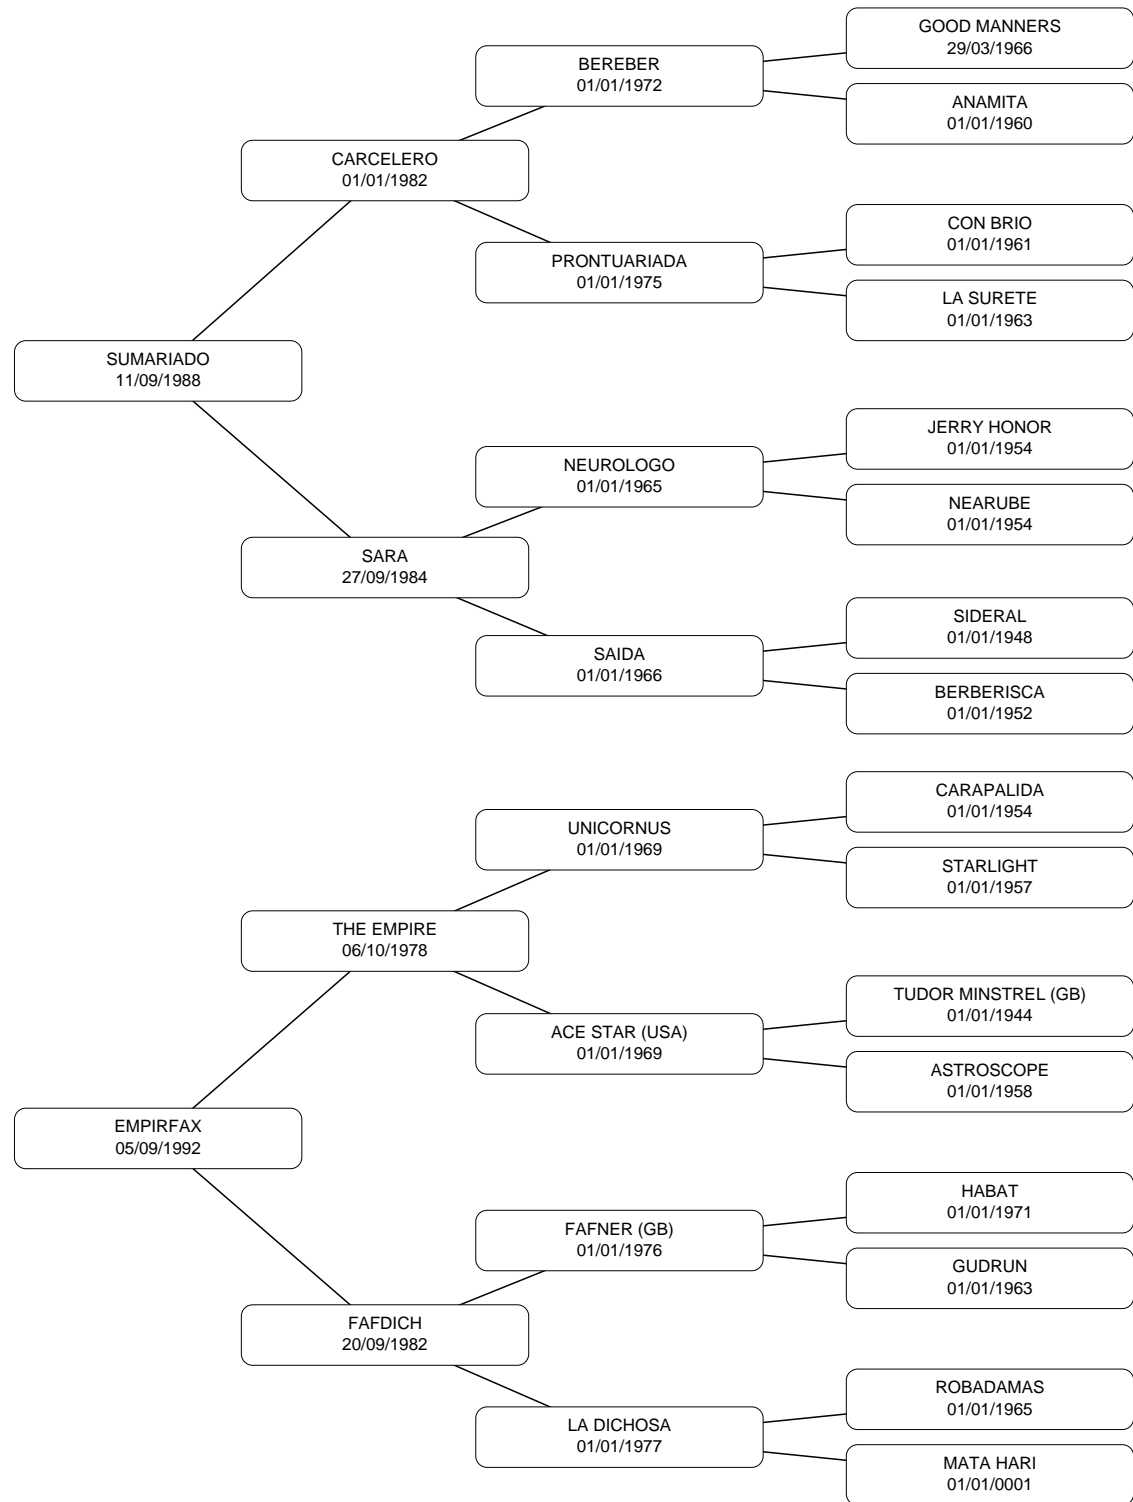 GOOD MANNERS
29/03/1966
BEREBER
01/01/1972
ANAMITA
01/01/1960
CARCELERO
01/01/1982
CON BRIO
01/01/1961
PRONTUARIADA
01/01/1975
LA SURETE
01/01/1963
SUMARIADO
11/09/1988
JERRY HONOR
01/01/1954
NEUROLOGO
01/01/1965
NEARUBE
01/01/1954
SARA
27/09/1984
SIDERAL
01/01/1948
SAIDA
01/01/1966
BERBERISCA
01/01/1952
CARAPALIDA
01/01/1954
UNICORNUS
01/01/1969
STARLIGHT
01/01/1957
THE EMPIRE
06/10/1978
TUDOR MINSTREL (GB)
01/01/1944
ACE STAR (USA)
01/01/1969
ASTROSCOPE
01/01/1958
EMPIRFAX
05/09/1992
HABAT
01/01/1971
FAFNER (GB)
01/01/1976
GUDRUN
01/01/1963
FAFDICH
20/09/1982
ROBADAMAS
01/01/1965
LA DICHOSA
01/01/1977
MATA HARI
01/01/0001